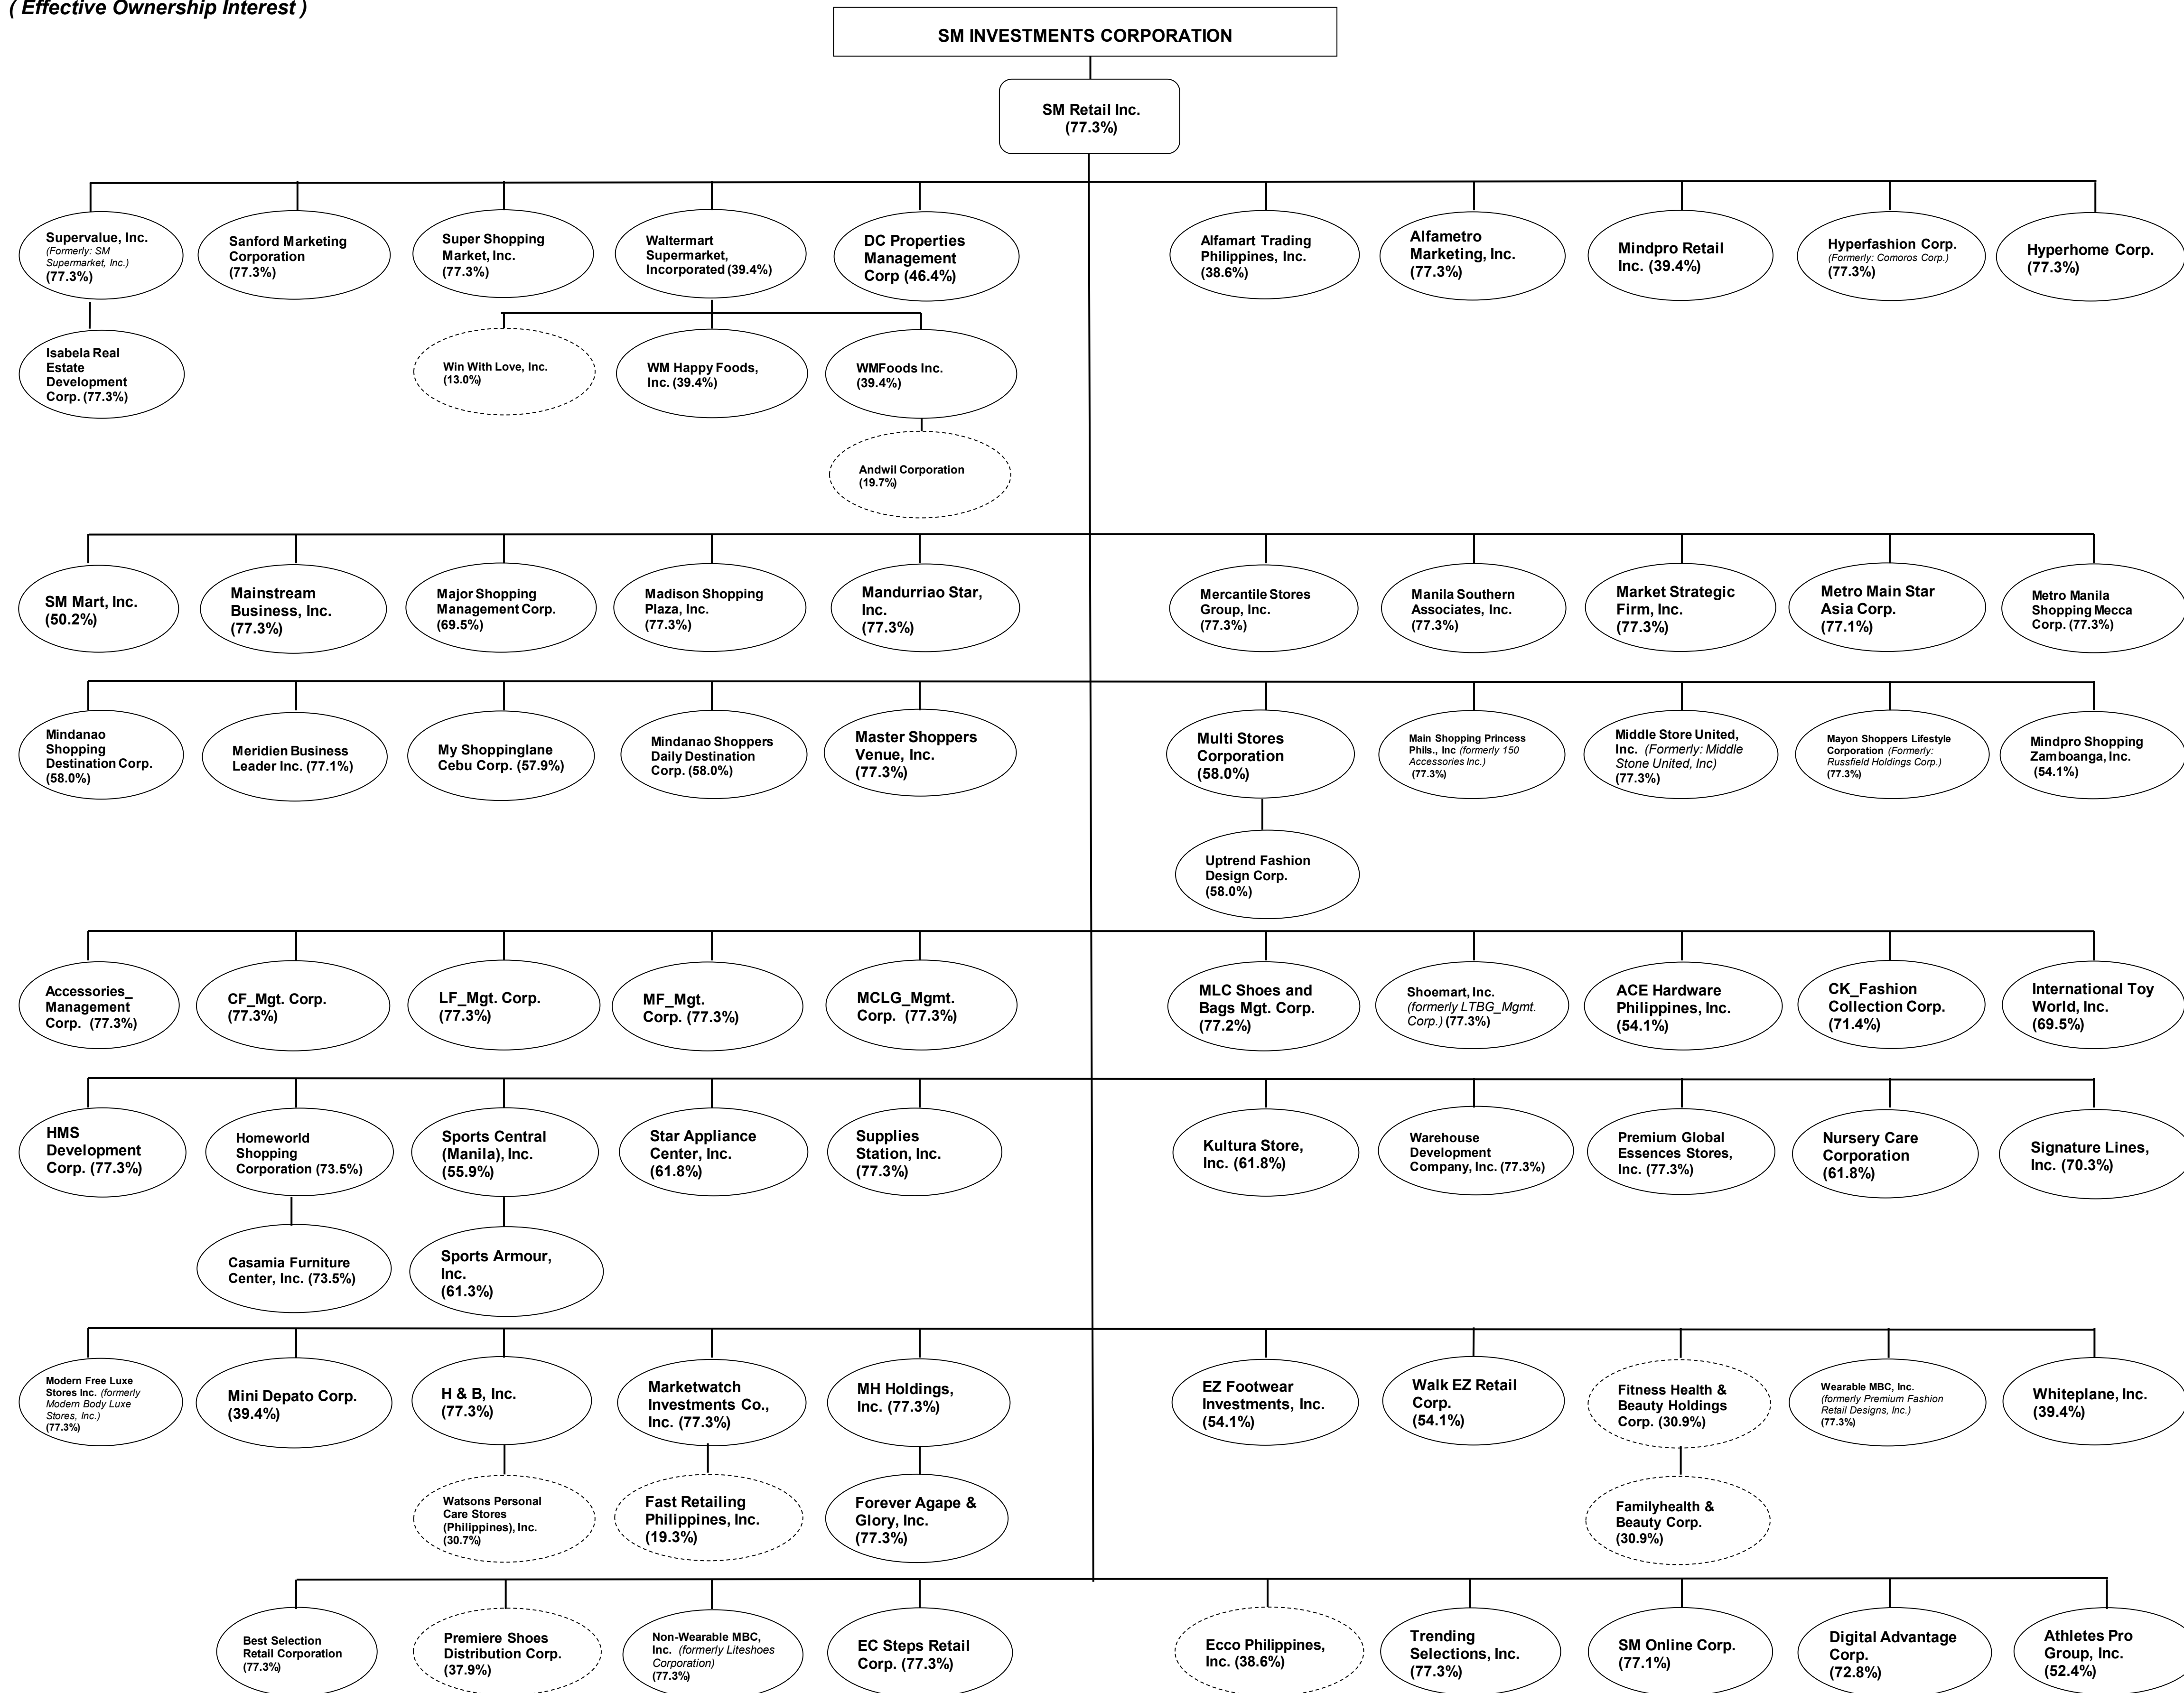 ( Effective Ownership Interest )
SM INVESTMENTS CORPORATION
SM Retail Inc.
(77.3%)
Supervalue, Inc.
(Formerly: SM
Supermarket, Inc.)
(77.3%)
Sanford Marketing
Corporation
(77.3%)
Super Shopping
Market, Inc.
(77.3%)
Waltermart
Supermarket,
Incorporated (39.4%)
DC Properties
Management
Corp (46.4%)
Alfamart Trading
Philippines, Inc.
(38.6%)
Alfametro
Marketing, Inc.
(77.3%)
Mindpro Retail
Inc. (39.4%)
Hyperfashion Corp.
(Formerly: Comoros Corp.)
(77.3%)
Hyperhome Corp.
(77.3%)
Isabela Real
Estate
Development
Corp. (77.3%)
Win With Love, Inc.
(13.0%)
WM Happy Foods,
Inc. (39.4%)
WMFoods Inc.
(39.4%)
Andwil Corporation
(19.7%)
SM Mart, Inc.
(50.2%)
Mainstream
Business, Inc.
(77.3%)
Major Shopping
Management Corp.
(69.5%)
Madison Shopping
Plaza, Inc.
(77.3%)
Mandurriao Star,
Inc.
(77.3%)
Mercantile Stores
Group, Inc.
(77.3%)
Manila Southern
Associates, Inc.
(77.3%)
Market Strategic
Firm, Inc.
(77.3%)
Metro Main Star
Asia Corp.
(77.1%)
Metro Manila
Shopping Mecca
Corp. (77.3%)
Mindanao
Shopping
Destination Corp.
(58.0%)
Meridien Business
Leader Inc. (77.1%)
My Shoppinglane
Cebu Corp. (57.9%)
Mindanao Shoppers
Daily Destination
Corp. (58.0%)
Master Shoppers
Venue, Inc.
(77.3%)
Multi Stores
Corporation
(58.0%)
Main Shopping Princess
Phils., Inc (formerly 150
Accessories Inc.)
(77.3%)
Middle Store United,
Inc. (Formerly: Middle
Stone United, Inc)
(77.3%)
Mayon Shoppers Lifestyle
Corporation (Formerly:
Russfield Holdings Corp.)
(77.3%)
Mindpro Shopping
Zamboanga, Inc.
(54.1%)
Uptrend Fashion
Design Corp.
(58.0%)
Accessories_
Management
Corp. (77.3%)
CF_Mgt. Corp.
(77.3%)
LF_Mgt. Corp.
(77.3%)
MF_Mgt.
Corp. (77.3%)
MCLG_Mgmt.
Corp. (77.3%)
MLC Shoes and
Bags Mgt. Corp.
(77.2%)
Shoemart, Inc.
(formerly LTBG_Mgmt.
Corp.) (77.3%)
ACE Hardware
Philippines, Inc.
(54.1%)
CK_Fashion
Collection Corp.
(71.4%)
International Toy
World, Inc.
(69.5%)
HMS
Development
Corp. (77.3%)
Homeworld
Shopping
Corporation (73.5%)
Sports Central
(Manila), Inc.
(55.9%)
Star Appliance
Center, Inc.
(61.8%)
Supplies
Station, Inc.
(77.3%)
Kultura Store,
Inc. (61.8%)
Warehouse
Development
Company, Inc. (77.3%)
Premium Global
Essences Stores,
Inc. (77.3%)
Nursery Care
Corporation
(61.8%)
Signature Lines,
Inc. (70.3%)
Casamia Furniture
Center, Inc. (73.5%)
Sports Armour,
Inc.
(61.3%)
Modern Free Luxe
Stores Inc. (formerly
Modern Body Luxe
Stores, Inc.)
(77.3%)
Mini Depato Corp.
(39.4%)
H & B, Inc.
(77.3%)
Marketwatch
Investments Co.,
Inc. (77.3%)
MH Holdings,
Inc. (77.3%)
EZ Footwear
Investments, Inc.
(54.1%)
Walk EZ Retail
Corp.
(54.1%)
Fitness Health &
Beauty Holdings
Corp. (30.9%)
Wearable MBC, Inc.
(formerly Premium Fashion
Retail Designs, Inc.)
(77.3%)
Whiteplane, Inc.
(39.4%)
Watsons Personal
Care Stores
(Philippines), Inc.
(30.7%)
Fast Retailing
Philippines, Inc.
(19.3%)
Forever Agape &
Glory, Inc.
(77.3%)
Familyhealth &
Beauty Corp.
(30.9%)
Best Selection
Retail Corporation
(77.3%)
Premiere Shoes
Distribution Corp.
(37.9%)
Non-Wearable MBC,
Inc. (formerly Liteshoes
Corporation)
(77.3%)
EC Steps Retail
Corp. (77.3%)
Ecco Philippines,
Inc. (38.6%)
Trending
Selections, Inc.
(77.3%)
SM Online Corp.
(77.1%)
Digital Advantage
Corp.
(72.8%)
Athletes Pro
Group, Inc.
(52.4%)